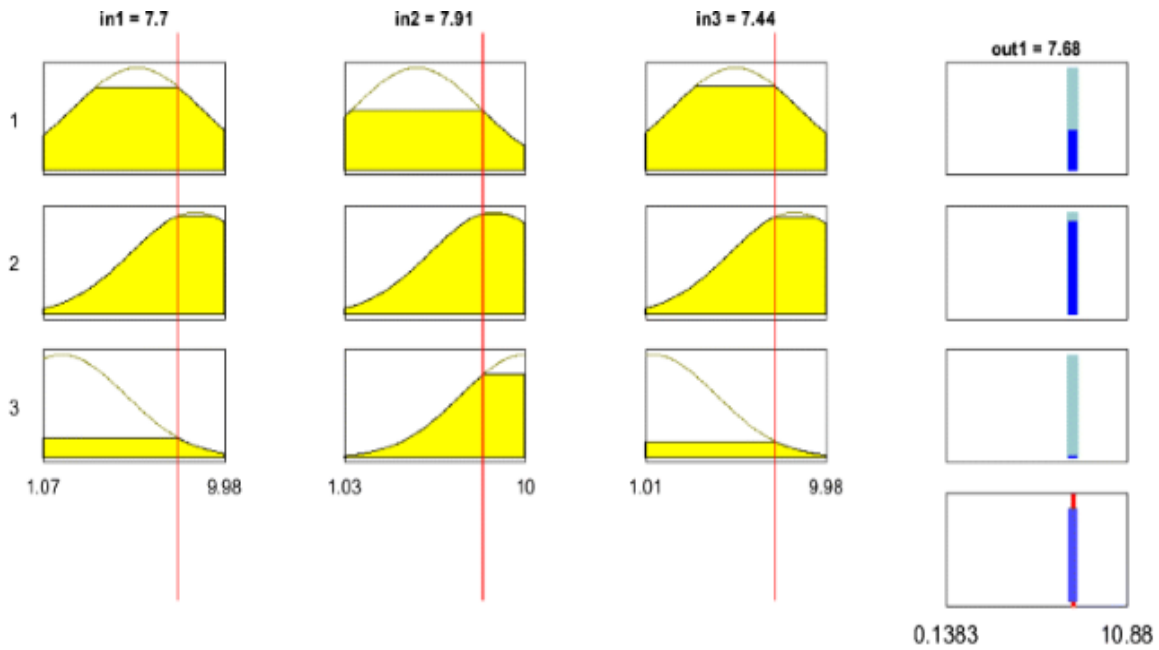 in1 = 7.7
in2 = 7.91
in3 = 7.44
out1 = 7.68
1
2
3
1.07
9.98
1.03
10
1.01
9.98
0.1383
10.88